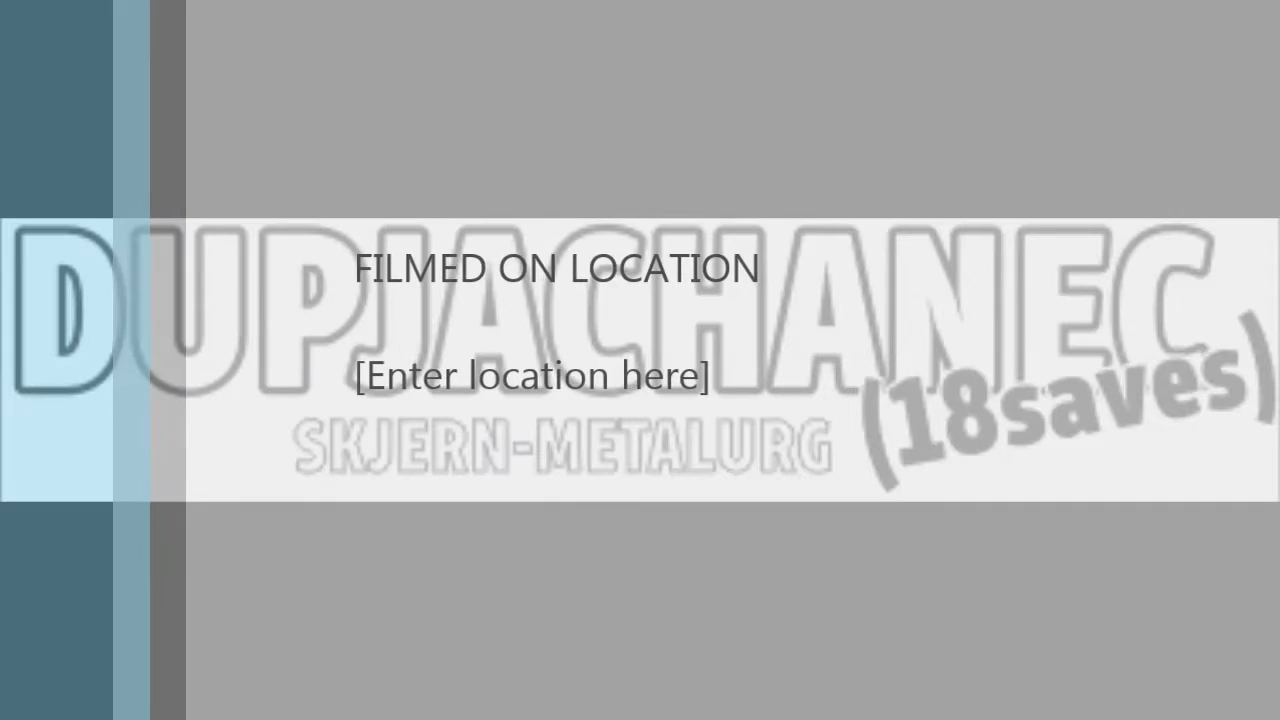 DUPJACHANEC
FILMED ON LOCATION
[Enter location here]
(18saves)
SKJERN-METALURG